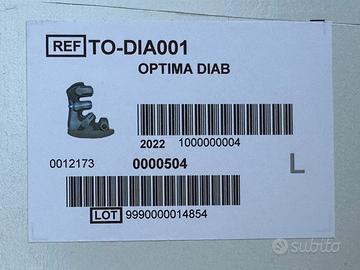 REF TO-DIA001
OPTIMA DIAB
2022 1000000004
0012173 0000504 L
LOT 9990000014854
subito